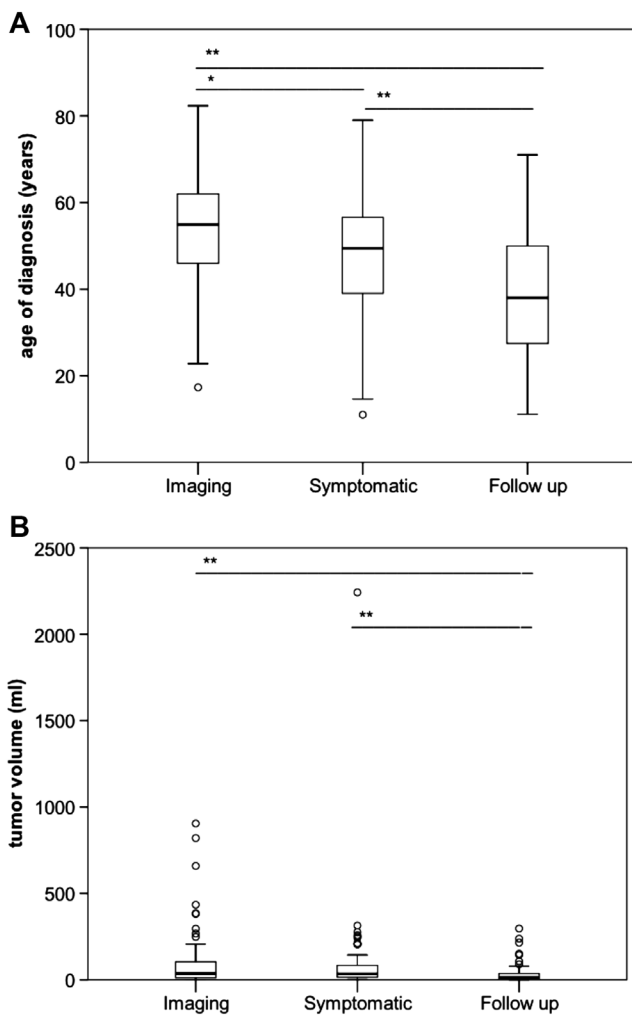 A
100
80
60
40
20
0
age of diagnosis (years)
**
*
**
Imaging Symptomatic Follow up
B
2500
2000
1500
1000
500
0
tumor volume (ml)
**
**
Imaging Symptomatic Follow up